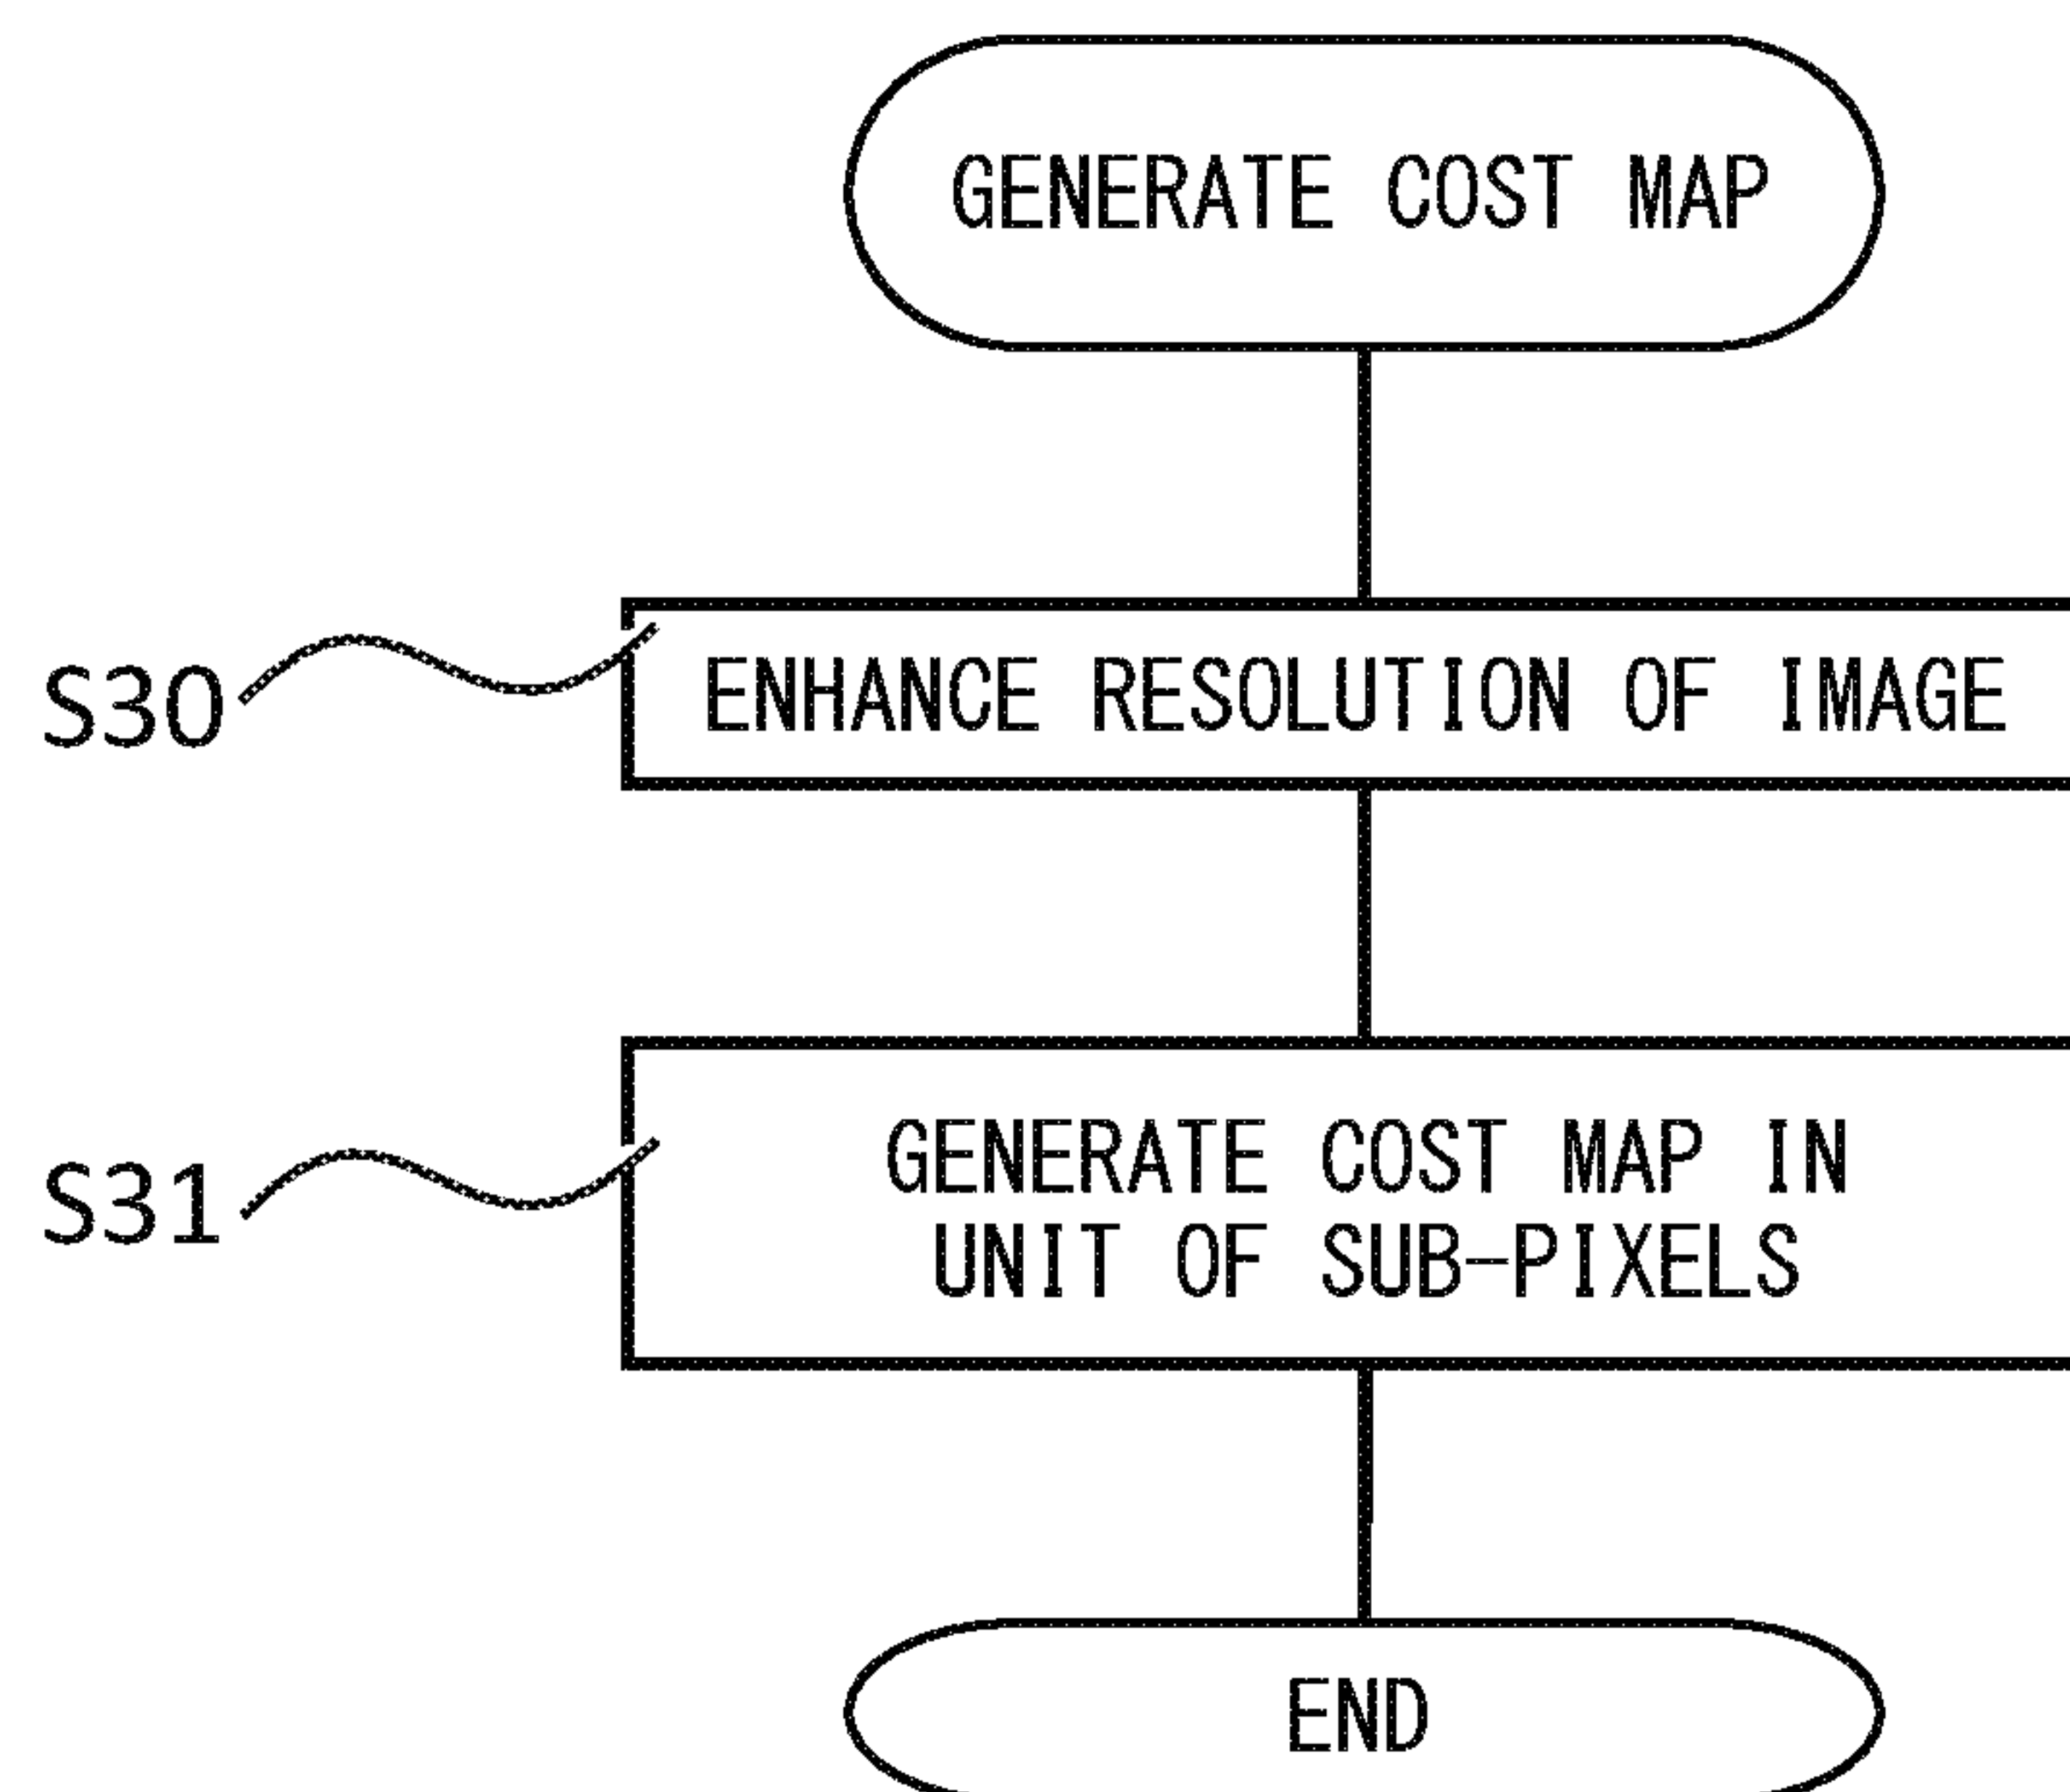 GENERATE COST MAP
S30
ENHANCE RESOLUTION OF IMAGE
S31
GENERATE COST MAP IN
UNIT OF SUB-PIXELS
END